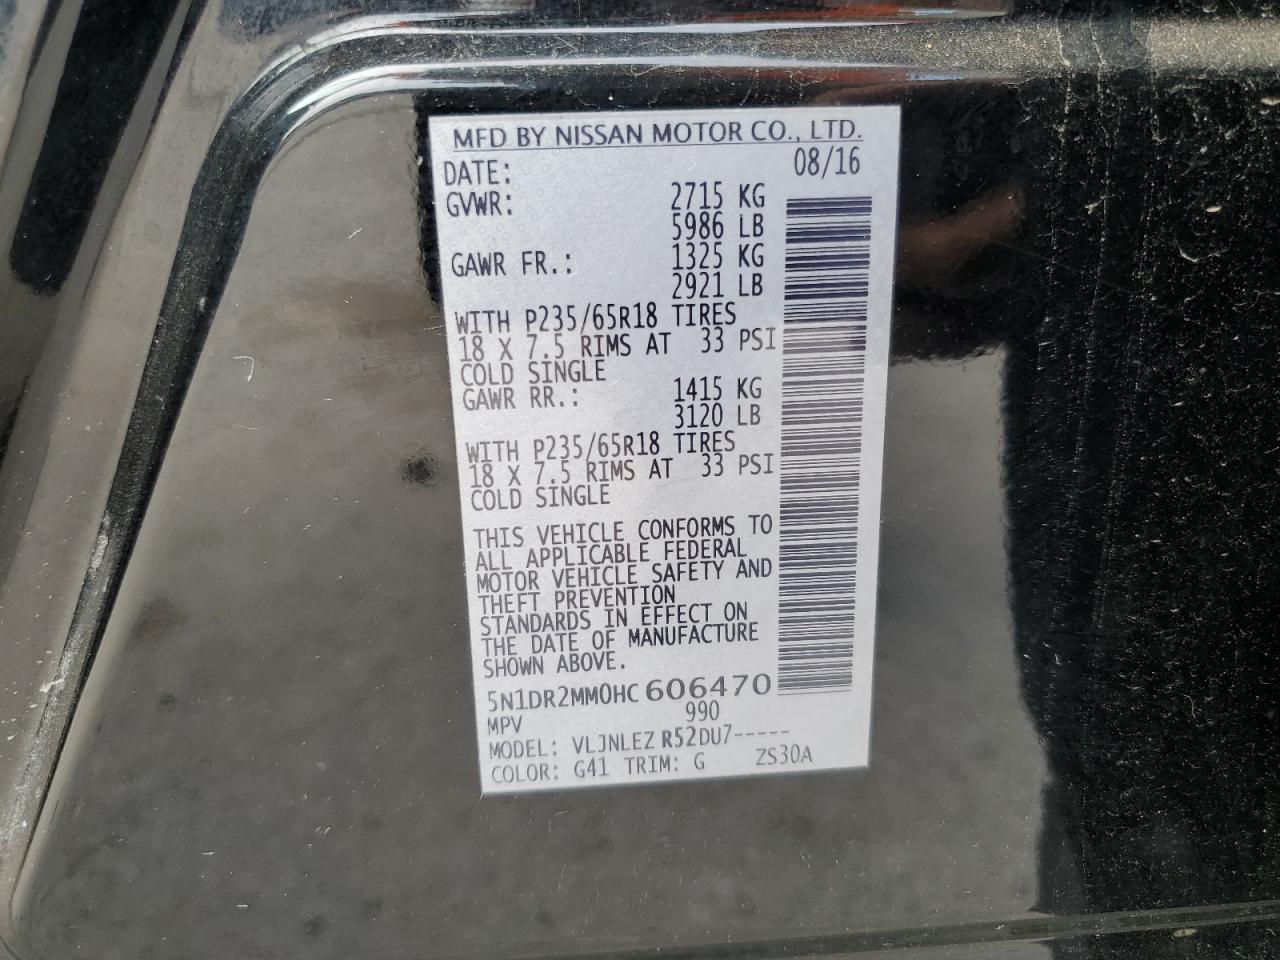 MFD BY NISSAN MOTOR CO., LTD.
DATE: 08/16
GVWR: 2715 KG
5986 LB
GAWR FR.: 1325 KG
2921 LB
WITH P235/65R18 TIRES
18 X 7.5 RIMS AT 33 PSI
COLD SINGLE
GAWR RR.: 1415 KG
3120 LB
WITH P235/65R18 TIRES
18 X 7.5 RIMS AT 33 PSI
COLD SINGLE
THIS VEHICLE CONFORMS TO
ALL APPLICABLE FEDERAL
MOTOR VEHICLE SAFETY AND
THEFT PREVENTION
STANDARDS IN EFFECT ON
THE DATE OF MANUFACTURE
SHOWN ABOVE.
5N1DR2MM0HC606470
MPV 990
MODEL: VLJNLEZ R52DU7-----
COLOR: G41 TRIM: G ZS30A